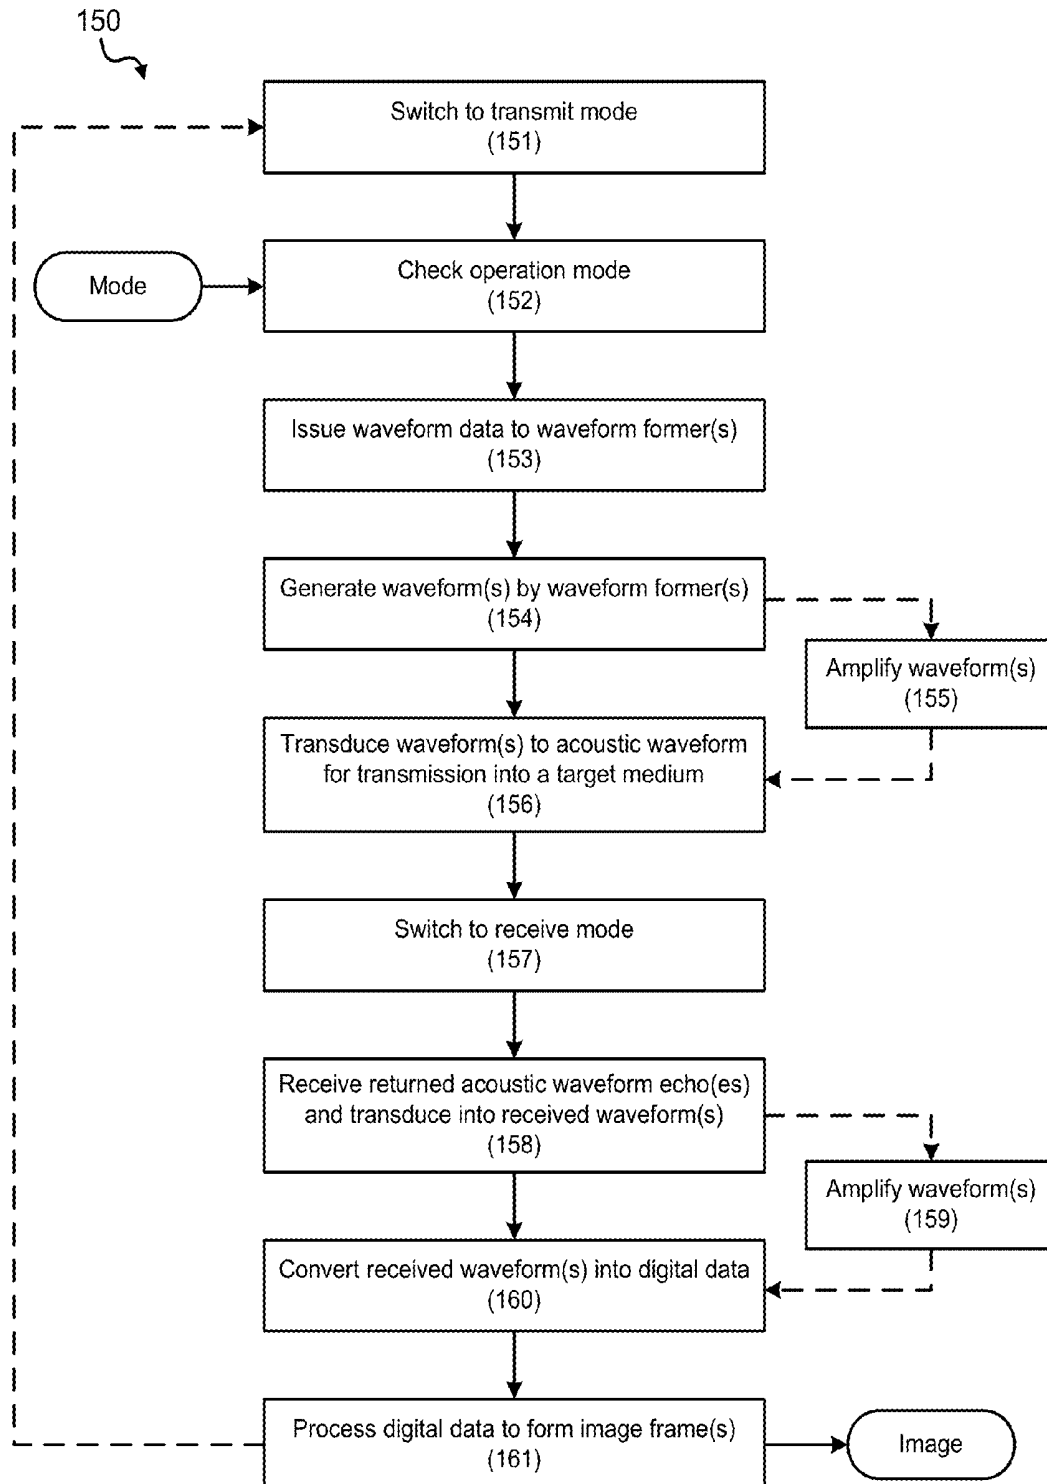 150
Switch to transmit mode
(151)
Mode
Check operation mode
(152)
Issue waveform data to waveform former(s)
(153)
Generate waveform(s) by waveform former(s)
(154)
Amplify waveform(s)
(155)
Transduce waveform(s) to acoustic waveform
for transmission into a target medium
(156)
Switch to receive mode
(157)
Receive returned acoustic waveform echo(es)
and transduce into received waveform(s)
(158)
Amplify waveform(s)
(159)
Convert received waveform(s) into digital data
(160)
Process digital data to form image frame(s)
(161)
Image